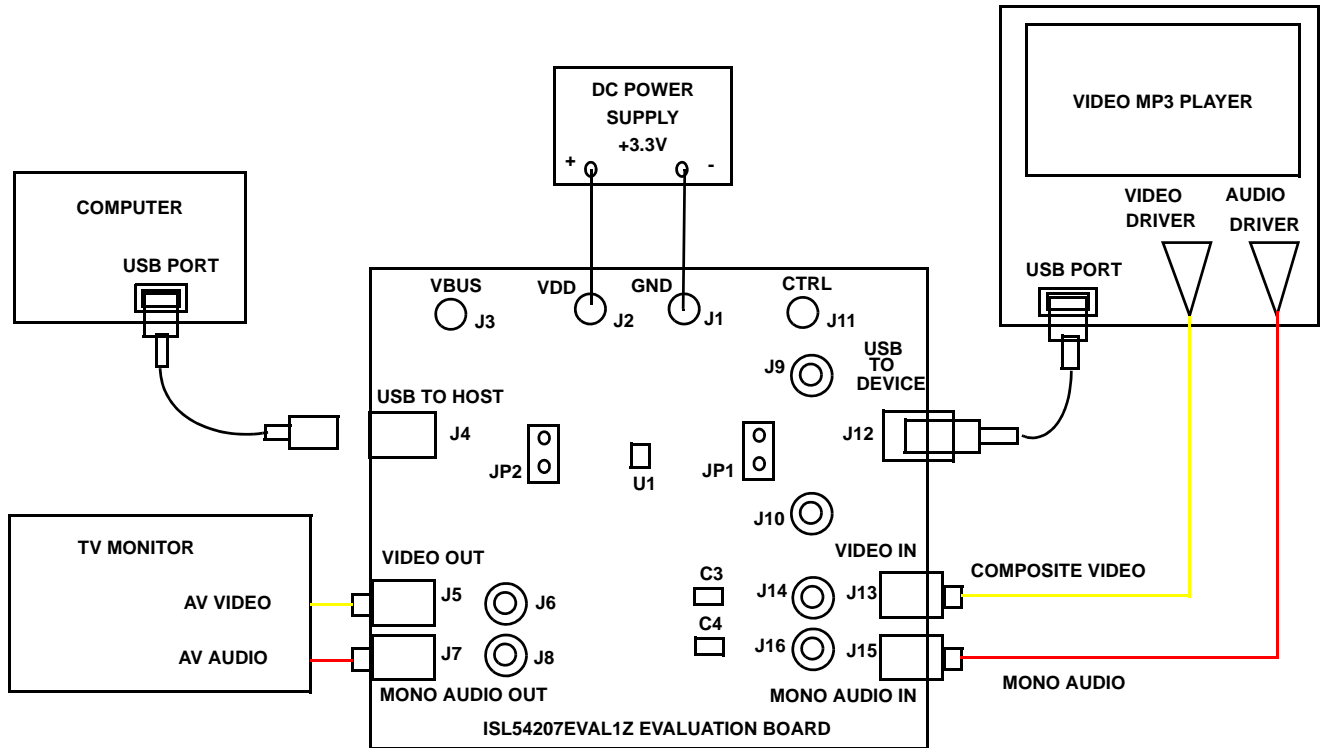 DC POWER
SUPPLY
+3.3V
+
-
VIDEO MP3 PLAYER
VIDEO
DRIVER
AUDIO
DRIVER
USB PORT
COMPUTER
USB PORT
VBUS
J3
VDD
J2
GND
J1
CTRL
J11
J9
USB
TO
DEVICE
USB TO HOST
J4
JP2
U1
JP1
J12
J10
TV MONITOR
AV VIDEO
AV AUDIO
VIDEO OUT
J5
J6
J7
J8
MONO AUDIO OUT
C3
C4
VIDEO IN
J14
J13
J16
J15
MONO AUDIO IN
COMPOSITE VIDEO
MONO AUDIO
ISL54207EVAL1Z EVALUATION BOARD